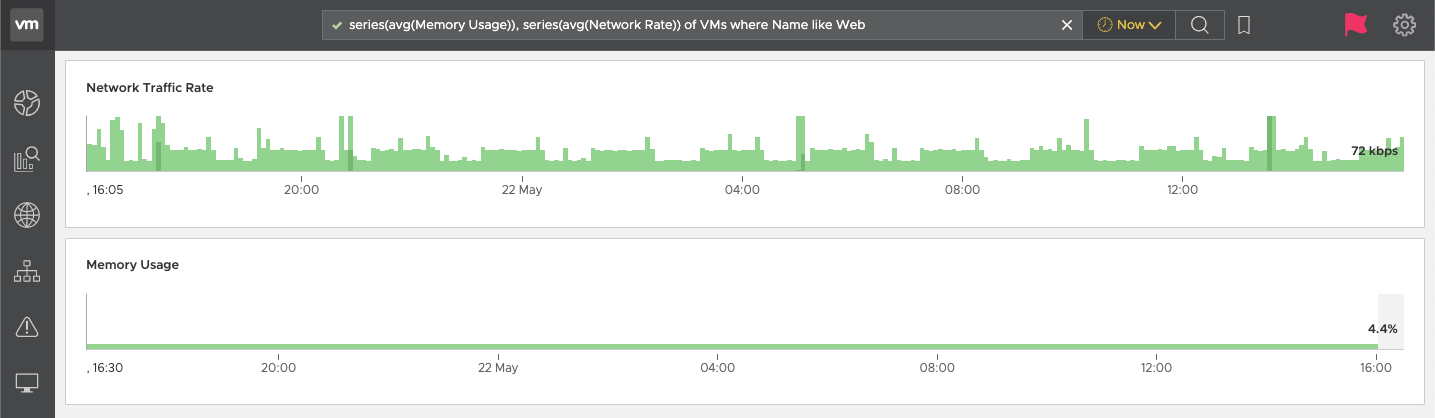 vm
series(avg(Memory Usage)), series(avg(Network Rate)) of VMs where Name like Web
Now
Network Traffic Rate
72 kbps
, 16:05 20:00 22 May 04:00 08:00 12:00
Memory Usage
4.4%
, 16:30 20:00 22 May 04:00 08:00 12:00 16:00